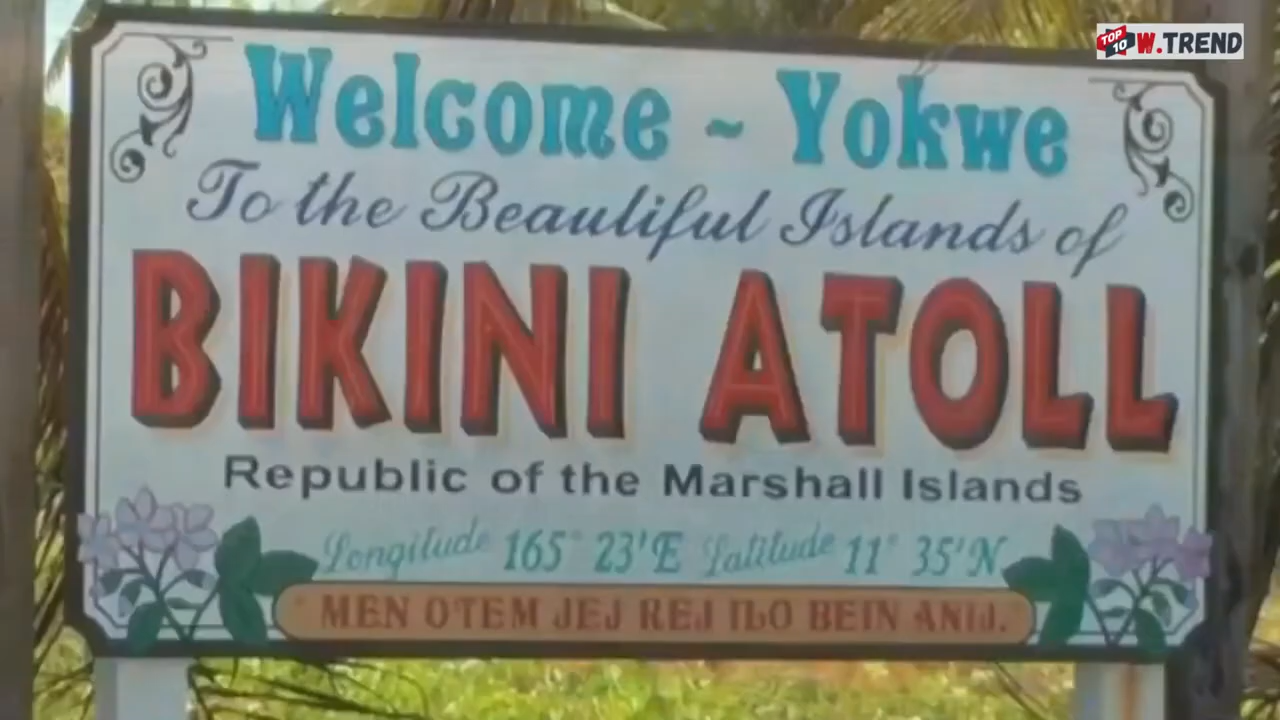 TOP 10 W.TREND
Welcome ~ Yokwe
To the Beautiful Islands of
BIKINI ATOLL
Republic of the Marshall Islands
Longitude 165° 23'E Latitude 11° 35'N
MEN OTEM JEJ REJ ILO BEIN ANIJ.